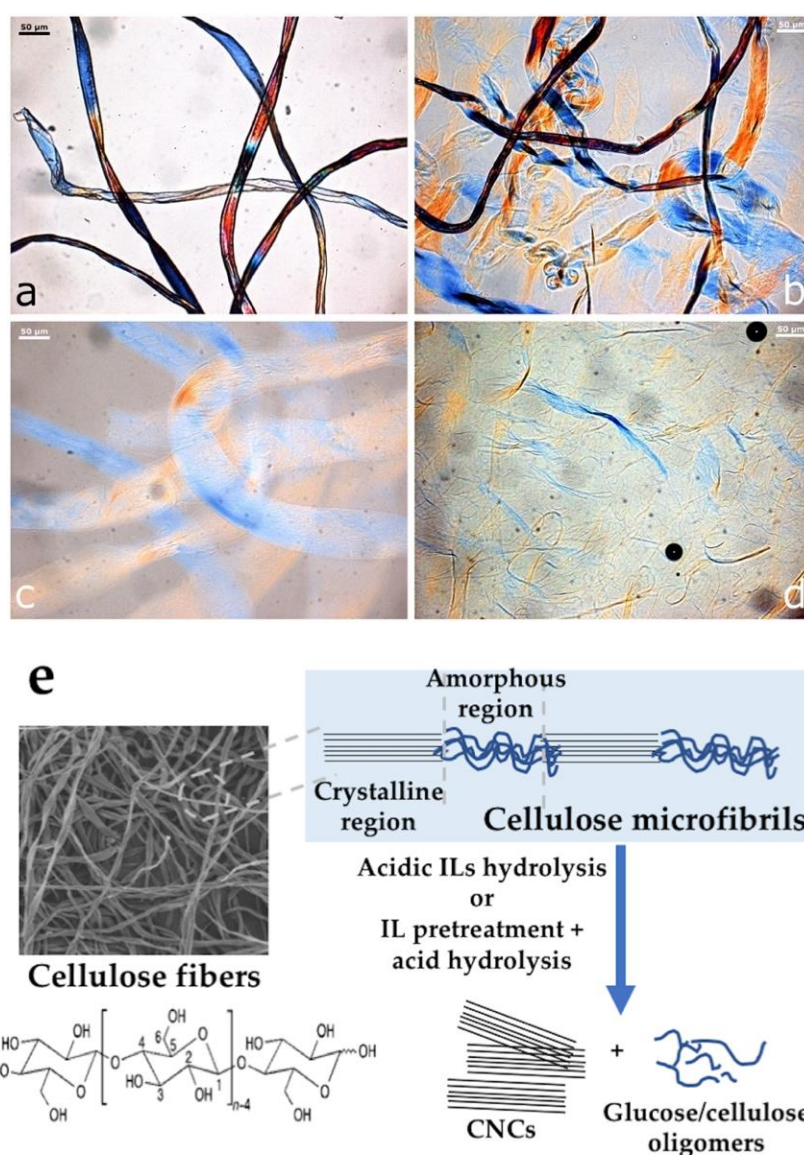 50 µm
50 µm
a
b
50 µm
50 µm
c
d
e
Amorphous
region
Crystalline
region
Cellulose microfibrils
Acidic ILs hydrolysis
or
IL pretreatment +
acid hydrolysis
Cellulose fibers
HO OH
OH
OH
6 4 5 O
HO 3 2 1
OH
n-4
HO OH
O OH
OH
+
CNCs
Glucose/cellulose
oligomers